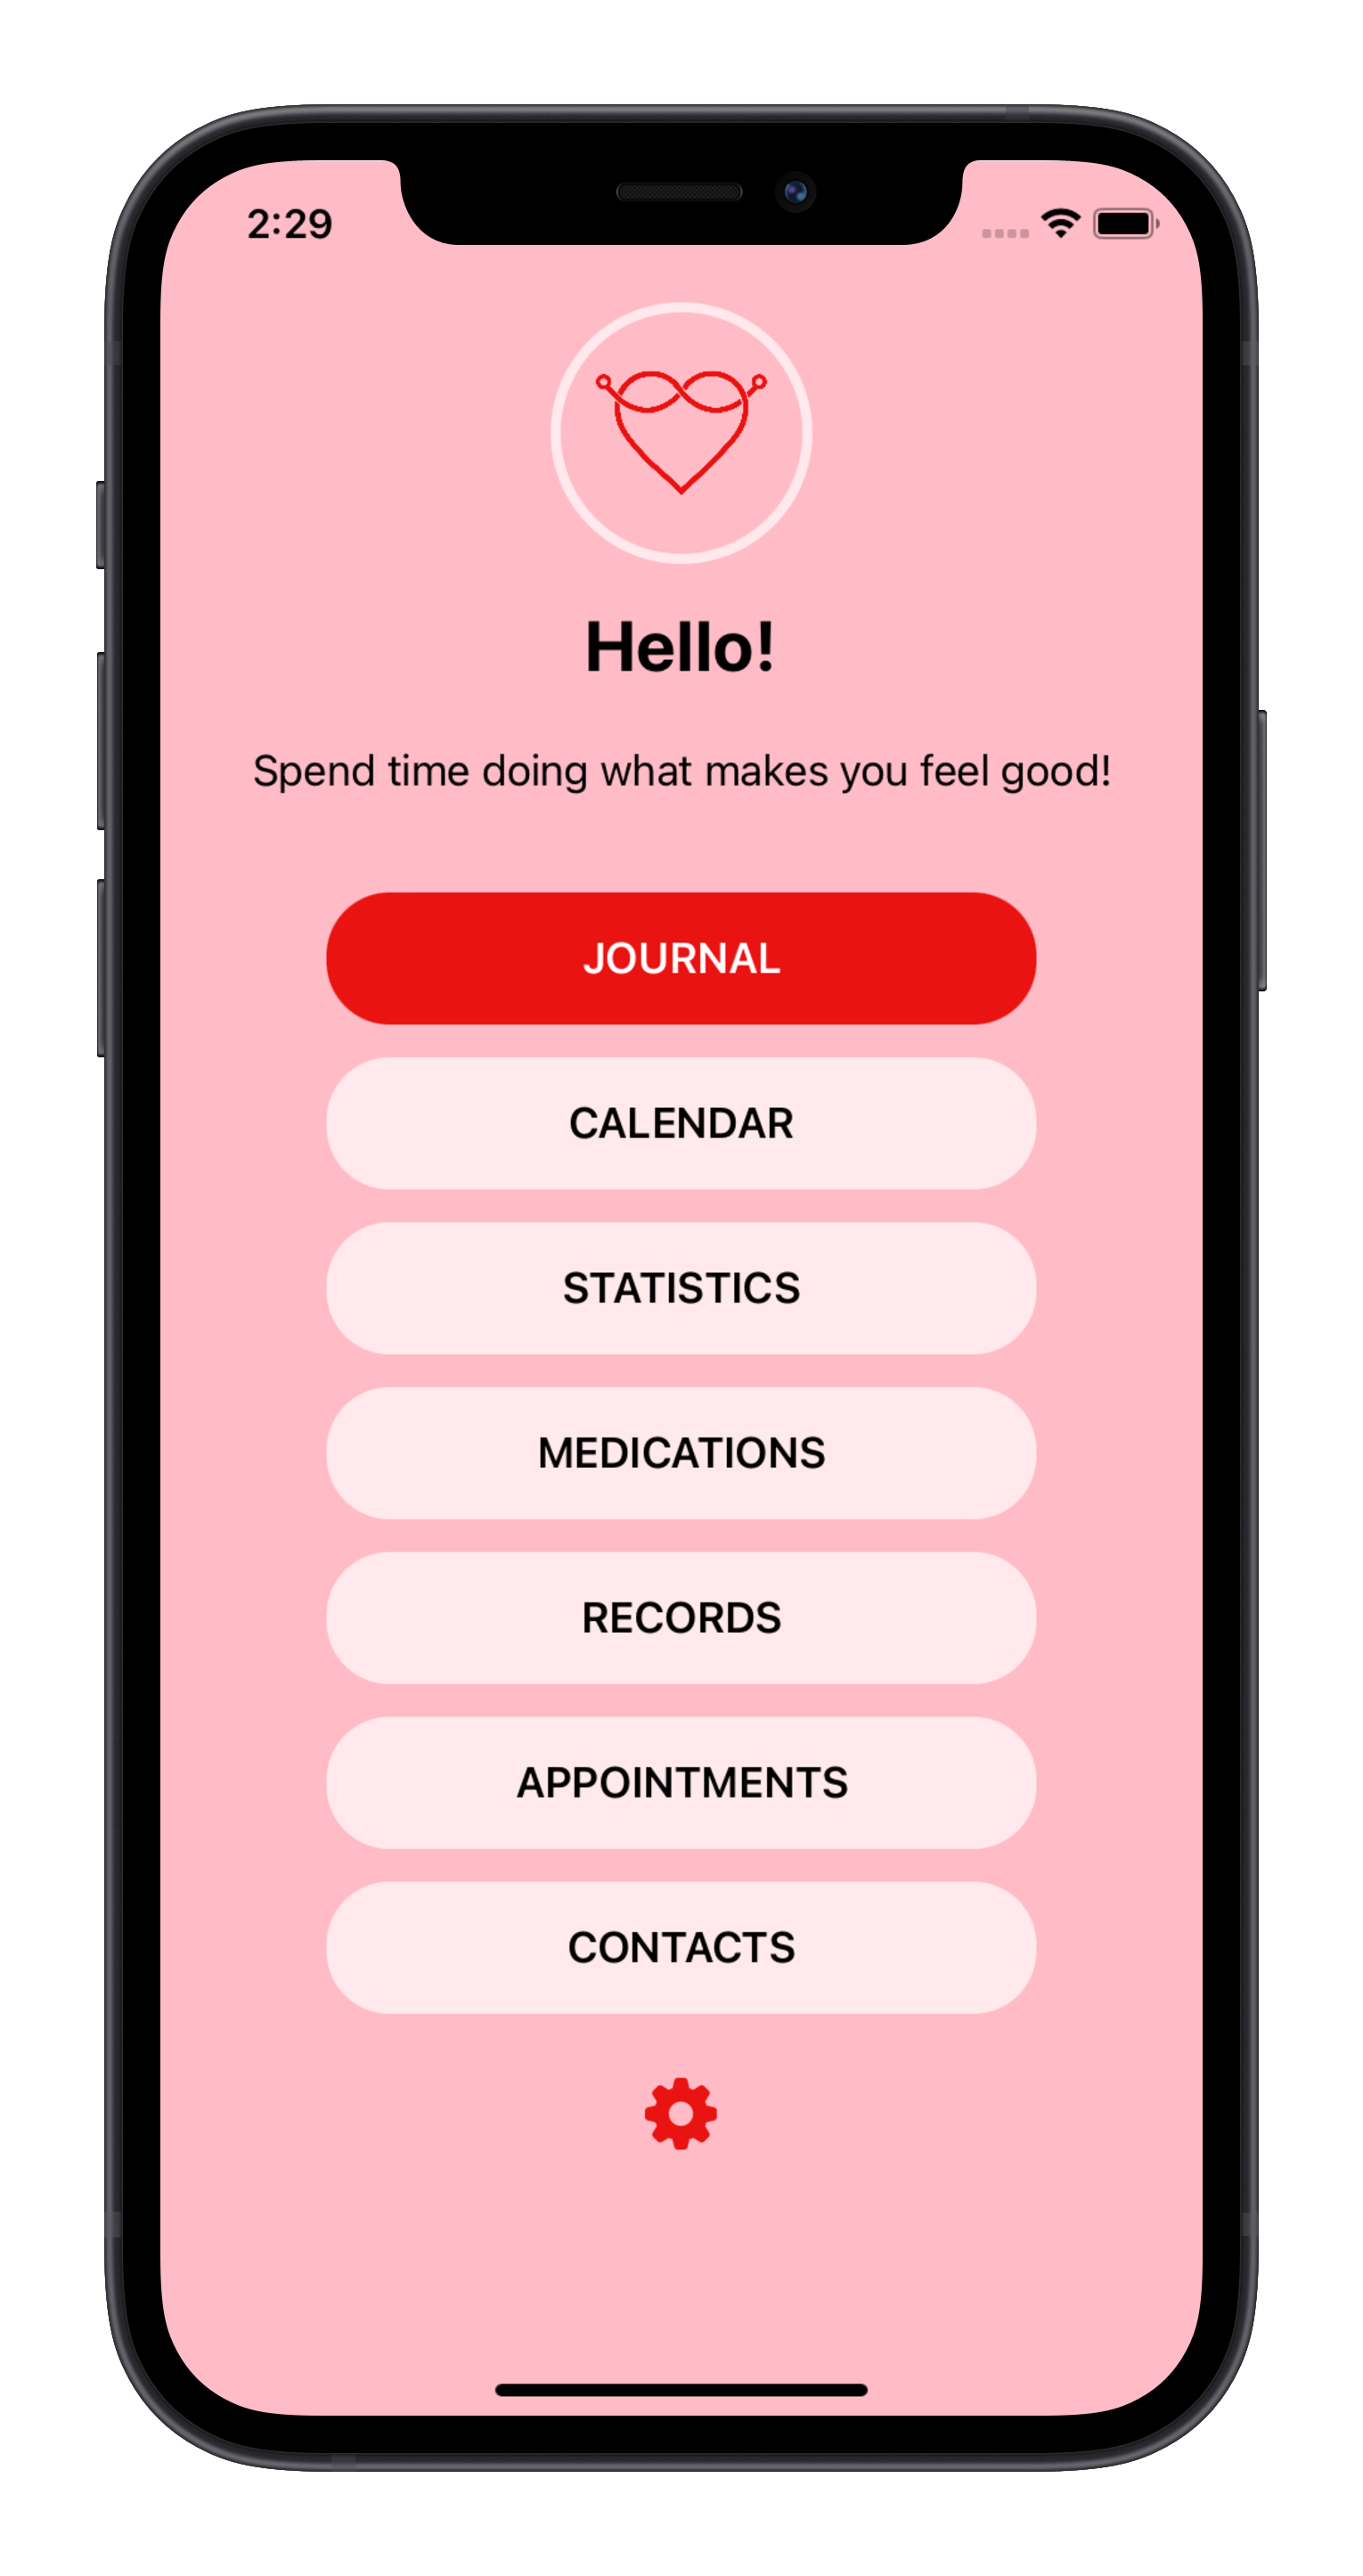 2:29
Hello!
Spend time doing what makes you feel good!
JOURNAL
CALENDAR
STATISTICS
MEDICATIONS
RECORDS
APPOINTMENTS
CONTACTS